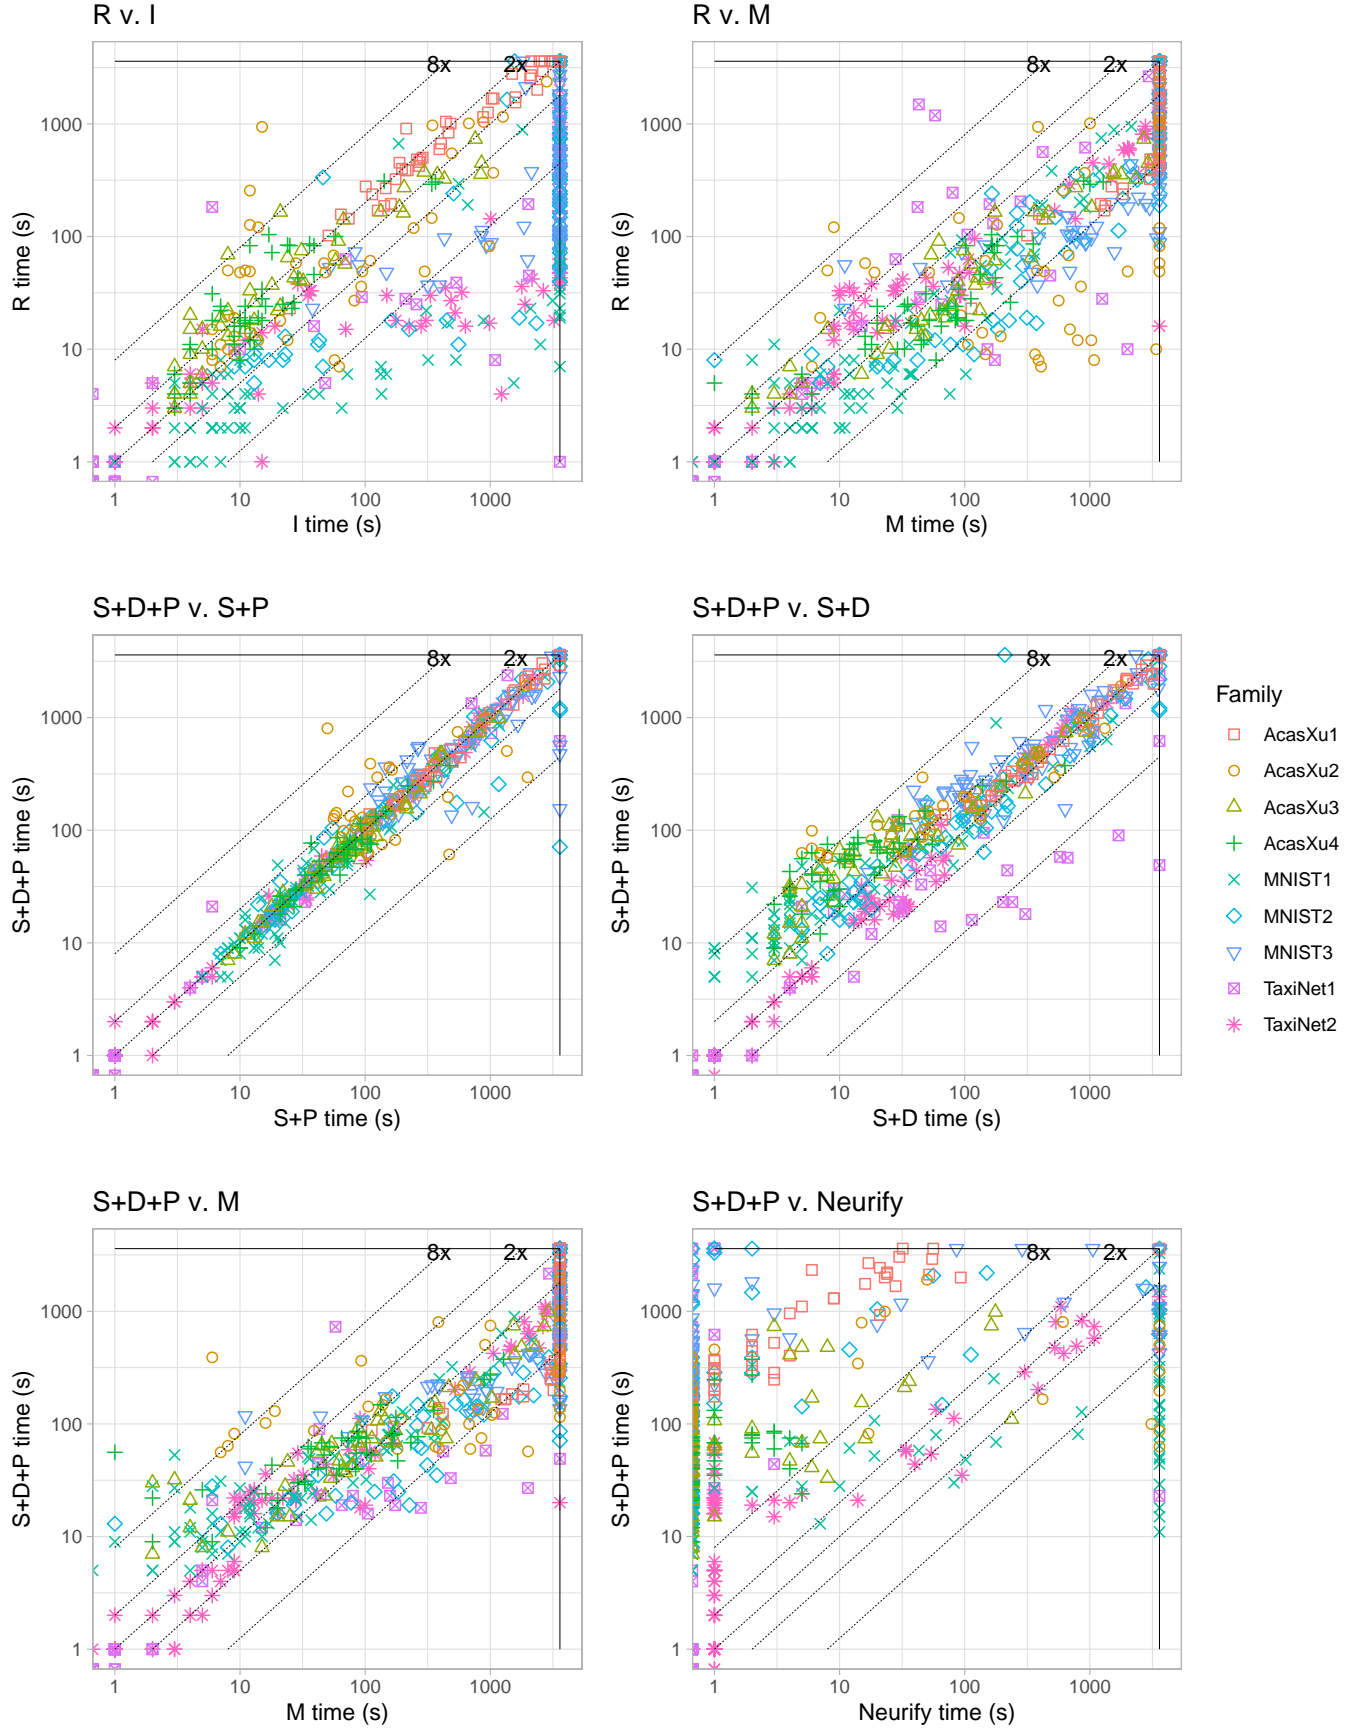 R v. I
R v. M
8x
2x
8x
2x
1000
100
10
1
1000
100
10
1
R time (s)
R time (s)
1
10
100
1000
1
10
100
1000
I time (s)
M time (s)
S+D+P v. S+P
S+D+P v. S+D
8x
2x
8x
2x
1000
100
10
1
1000
100
10
1
S+D+P time (s)
S+D+P time (s)
1
10
100
1000
1
10
100
1000
S+P time (s)
S+D time (s)
Family
AcasXu1
AcasXu2
AcasXu3
AcasXu4
MNIST1
MNIST2
MNIST3
TaxiNet1
TaxiNet2
S+D+P v. M
S+D+P v. Neurify
8x
2x
8x
2x
1000
100
10
1
1000
100
10
1
S+D+P time (s)
S+D+P time (s)
1
10
100
1000
1
10
100
1000
M time (s)
Neurify time (s)